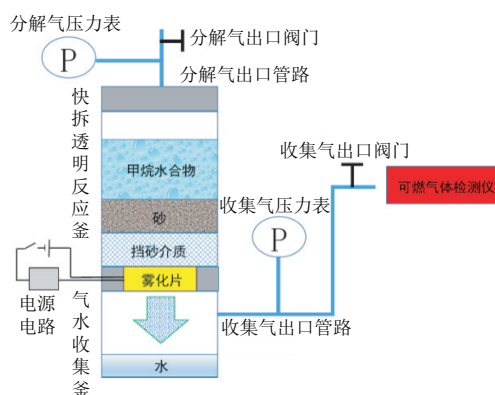 分解气压力表
P
分解气出口阀门
分解气出口管路
快拆透明反应釜
甲烷水合物
砂
挡砂介质
雾化片
电源
电路
气水收集釜
水
收集气出口阀门
收集气压力表
P
可燃气体检测仪
收集气出口管路